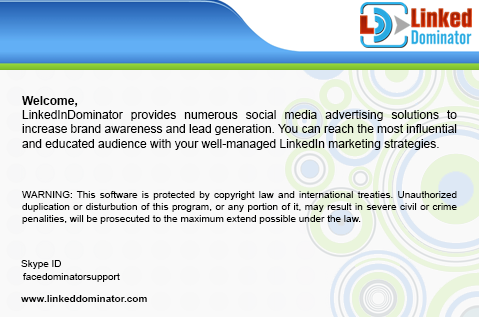 Linked
Dominator
Welcome,
LinkedInDominator provides numerous social media advertising solutions to
increase brand awareness and lead generation. You can reach the most influential
and educated audience with your well-managed LinkedIn marketing strategies.
WARNING: This software is protected by copyright law and international treaties. Unauthorized
duplication or disturbution of this program, or any portion of it, may result in severe civil or crime
penalities, will be prosecuted to the maximum extend possible under the law.
Skype ID
facedominatorsupport
www.linkeddominator.com